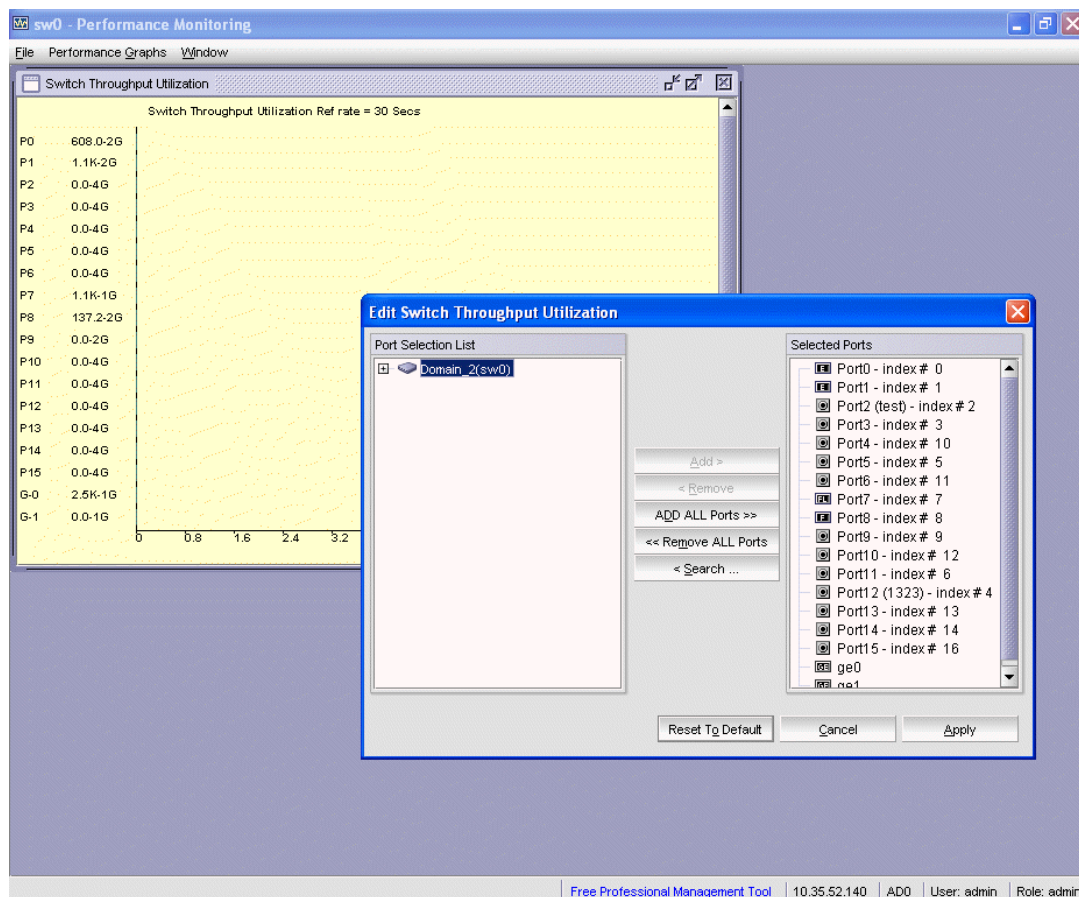 sw0 - Performance Monitoring
File Performance Graphs Window
Switch Throughput Utilization
Switch Throughput Utilization Ref rate = 30 Secs
P0 608.0-2G
P1 1.1K-2G
P2 0.0-4G
P3 0.0-4G
P4 0.0-4G
P5 0.0-4G
P6 0.0-4G
P7 1.1K-1G
P8 137.2-2G
P9 0.0-2G
P10 0.0-4G
P11 0.0-4G
P12 0.0-4G
P13 0.0-4G
P14 0.0-4G
P15 0.0-4G
G-0 2.5K-1G
G-1 0.0-1G
0 0.8 1.6 2.4 3.2
Edit Switch Throughput Utilization
Port Selection List
Domain_2(sw0)
Add >
< Remove
ADD ALL Ports >>
<< Remove ALL Ports
< Search ...
Selected Ports
Port0 - index # 0
Port1 - index # 1
Port2 (test) - index # 2
Port3 - index # 3
Port4 - index # 10
Port5 - index # 5
Port6 - index # 11
Port7 - index # 7
Port8 - index # 8
Port9 - index # 9
Port10 - index # 12
Port11 - index # 6
Port12 (1323) - index # 4
Port13 - index # 13
Port14 - index # 14
Port15 - index # 16
ge0
ge1
Reset To Default Cancel Apply
Free Professional Management Tool 10.35.52.140 AD0 User: admin Role: admin